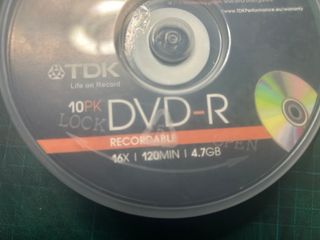 www.TDKPerformance.eu/warranty
TDK
Life on Record
10PK
DVD-R
LOCK
OPEN
RECORDABLE
16X | 120MIN | 4.7GB